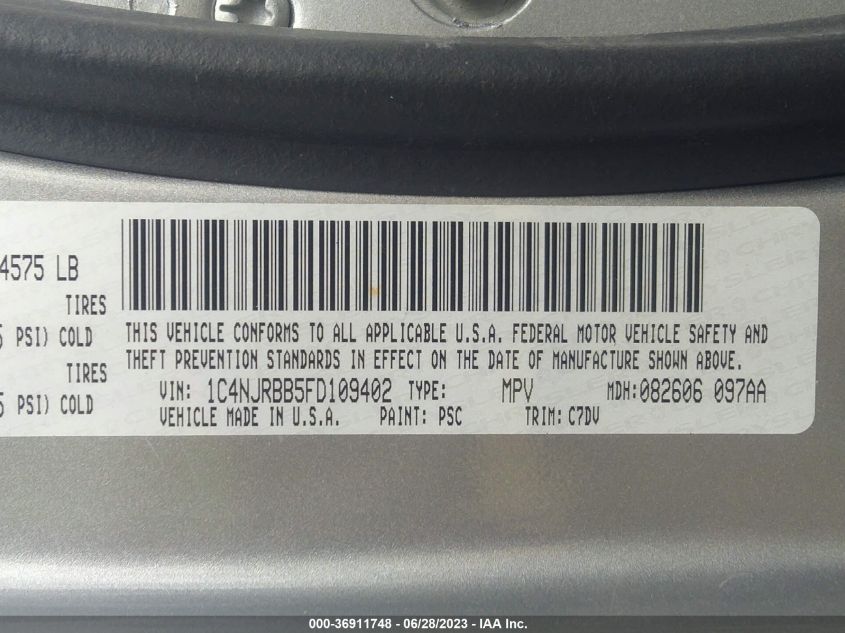 4575 LB
TIRES
PSI) COLD
TIRES
PSI) COLD
THIS VEHICLE CONFORMS TO ALL APPLICABLE U.S.A. FEDERAL MOTOR VEHICLE SAFETY AND
THEFT PREVENTION STANDARDS IN EFFECT ON THE DATE OF MANUFACTURE SHOWN ABOVE.
VIN: 1C4NJRBB5FD109402 TYPE: MPV MDH:082606 097AA
VEHICLE MADE IN U.S.A. PAINT: PSC TRIM: C7DV
000-36911748 - 06/28/2023 - IAA Inc.